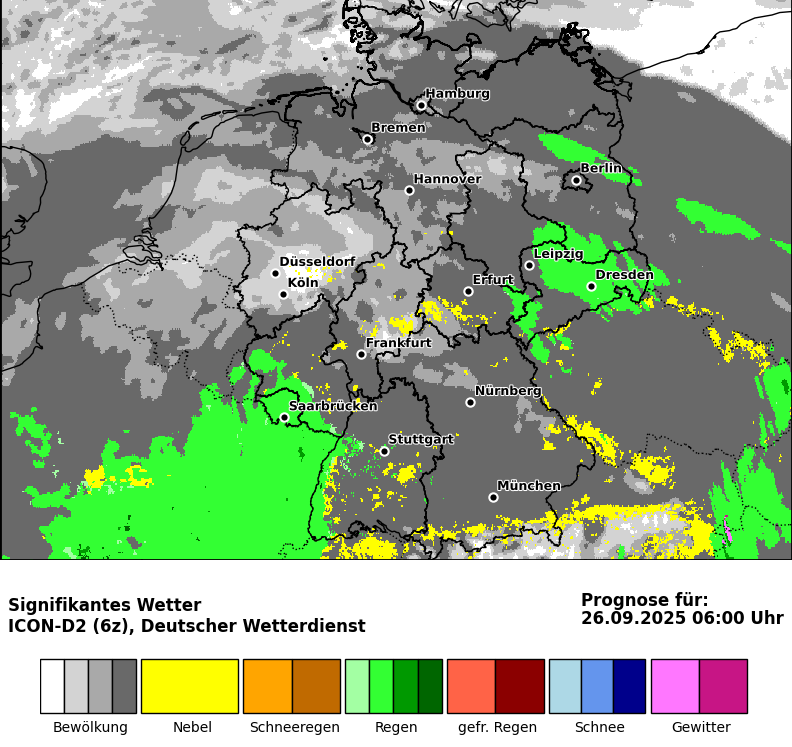 Hamburg
Bremen
Berlin
Hannover
Leipzig
Düsseldorf
Dresden
Erfurt
Köln
Frankfurt
Nürnberg
Saarbrücken
Stuttgart
München
Signifikantes Wetter
ICON-D2 (6z), Deutscher Wetterdienst
Prognose für:
26.09.2025 06:00 Uhr
Bewölkung Nebel Schneeregen Regen gefr. Regen Schnee Gewitter